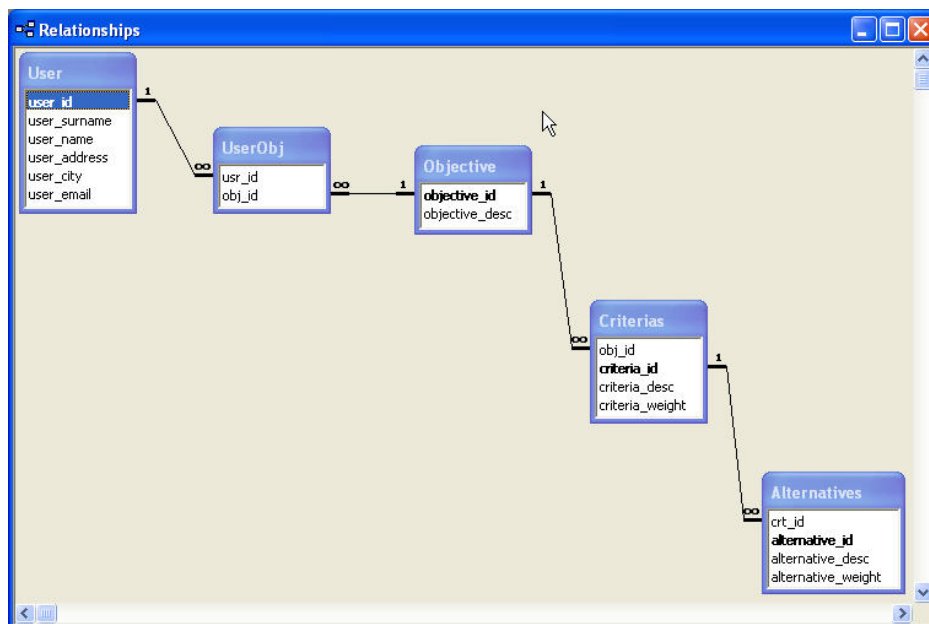 Relationships
User
user_id
user_surname
user_name
user_address
user_city
user_email
1
∞
UserObj
usr_id
obj_id
∞
1
Objective
objective_id
objective_desc
1
∞
Criterias
obj_id
criteria_id
criteria_desc
criteria_weight
1
∞
Alternatives
crt_id
alternative_id
alternative_desc
alternative_weight